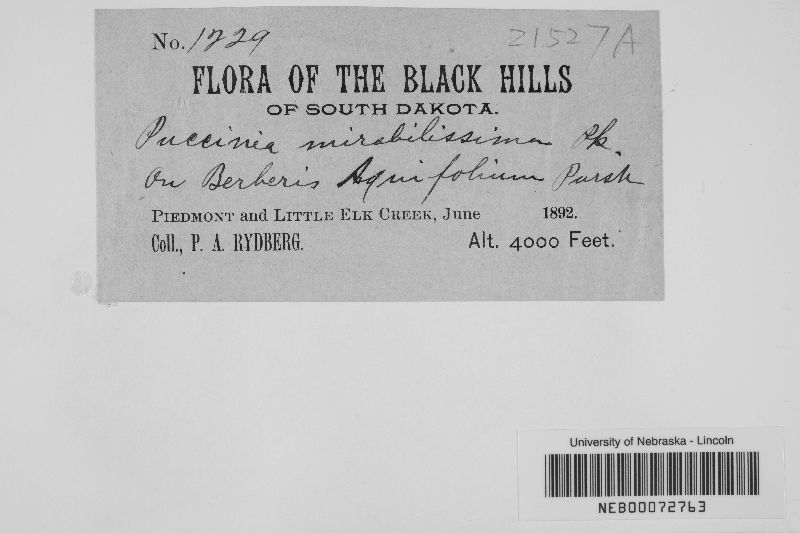 No. 1229 21527A
FLORA OF THE BLACK HILLS
OF SOUTH DAKOTA.
Puccinia mirabilissima Pk.
On Berberis Aquifolium Pursh
PIEDMONT and LITTLE ELK CREEK, June 1892.
Coll., P. A. RYDBERG. Alt. 4000 Feet.
University of Nebraska - Lincoln
NEB00072763